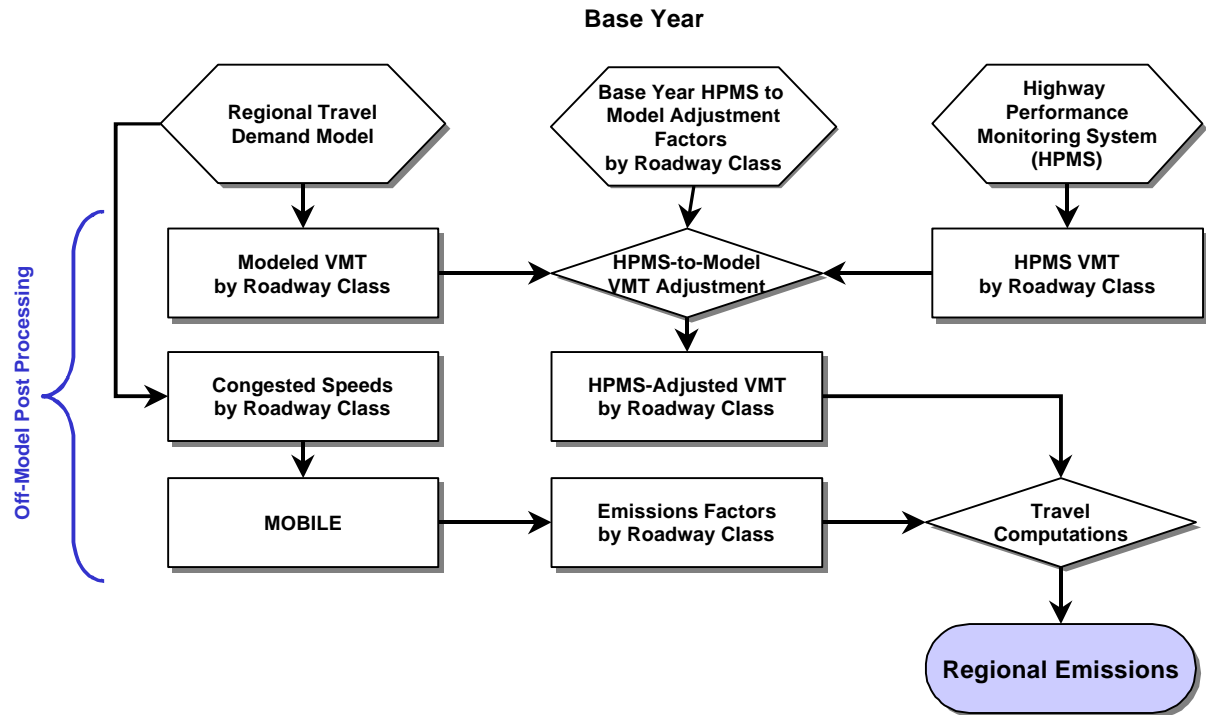 Base Year
Regional Travel
Demand Model
Base Year HPMS to
Model Adjustment
Factors
by Roadway Class
Highway
Performance
Monitoring System
(HPMS)
Off-Model Post Processing
Modeled VMT
by Roadway Class
HPMS-to-Model
VMT Adjustment
HPMS VMT
by Roadway Class
Congested Speeds
by Roadway Class
HPMS-Adjusted VMT
by Roadway Class
MOBILE
Emissions Factors
by Roadway Class
Travel
Computations
Regional Emissions